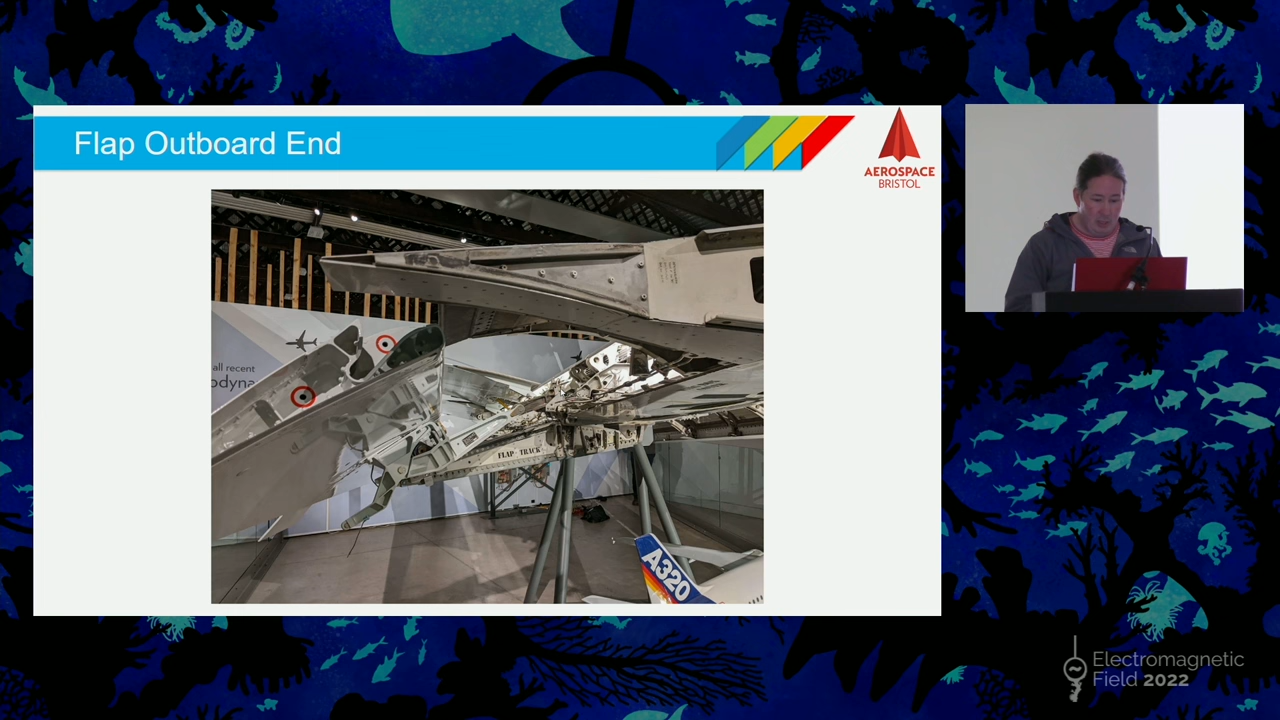 Flap Outboard End
AEROSPACE
BRISTOL
all recent
odyna
FLAP TRACK
A320
Electromagnetic
Field 2022